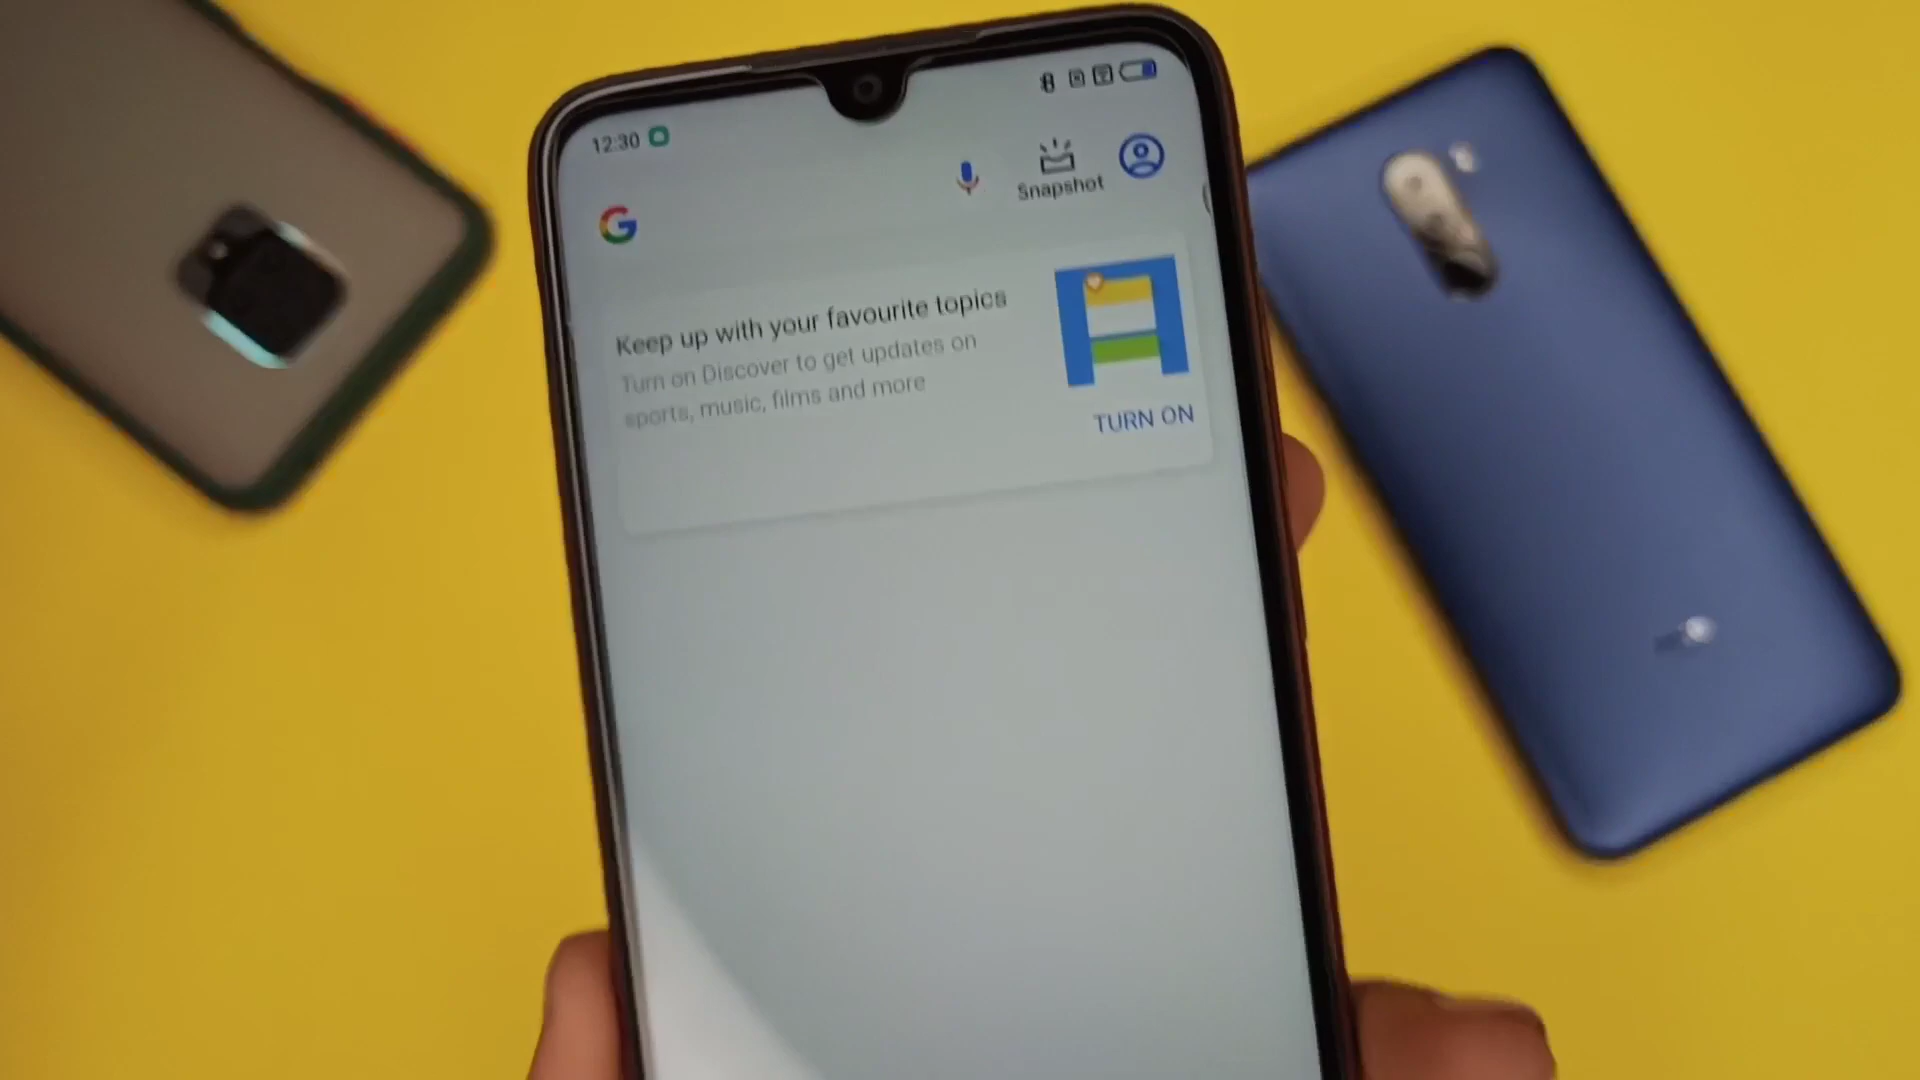 12:30
Snapshot
G
Keep up with your favourite topics
Turn on Discover to get updates on
sports, music, films and more
TURN ON